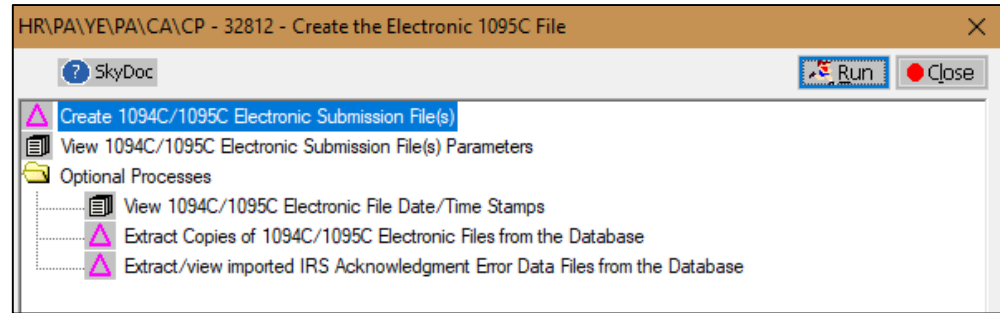 HR\PA\YE\PA\CA\CP - 32812 - Create the Electronic 1095C File
? SkyDoc
Run
Close
Create 1094C/1095C Electronic Submission File(s)
View 1094C/1095C Electronic Submission File(s) Parameters
Optional Processes
View 1094C/1095C Electronic File Date/Time Stamps
Extract Copies of 1094C/1095C Electronic Files from the Database
Extract/view imported IRS Acknowledgment Error Data Files from the Database